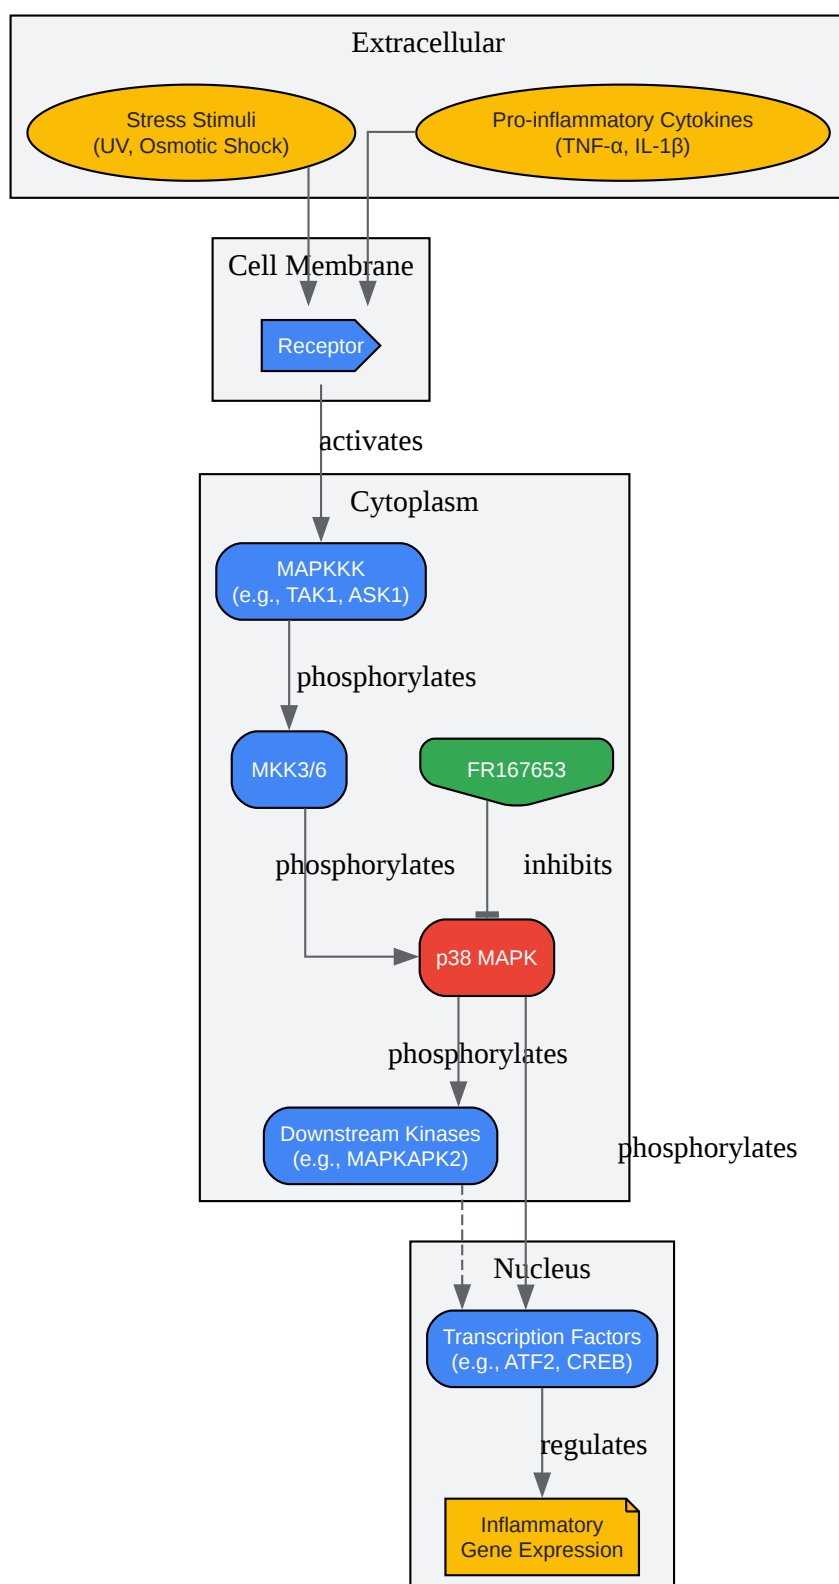 Extracellular
Stress Stimuli
(UV, Osmotic Shock)
Pro-inflammatory Cytokines
(TNF-α, IL-1β)
Cell Membrane
Receptor
activates
Cytoplasm
MAPKKK
(e.g., TAK1, ASK1)
phosphorylates
MKK3/6
FR167653
phosphorylates
inhibits
p38 MAPK
phosphorylates
Downstream Kinases
(e.g., MAPKAPK2)
phosphorylates
Nucleus
Transcription Factors
(e.g., ATF2, CREB)
regulates
Inflammatory
Gene Expression